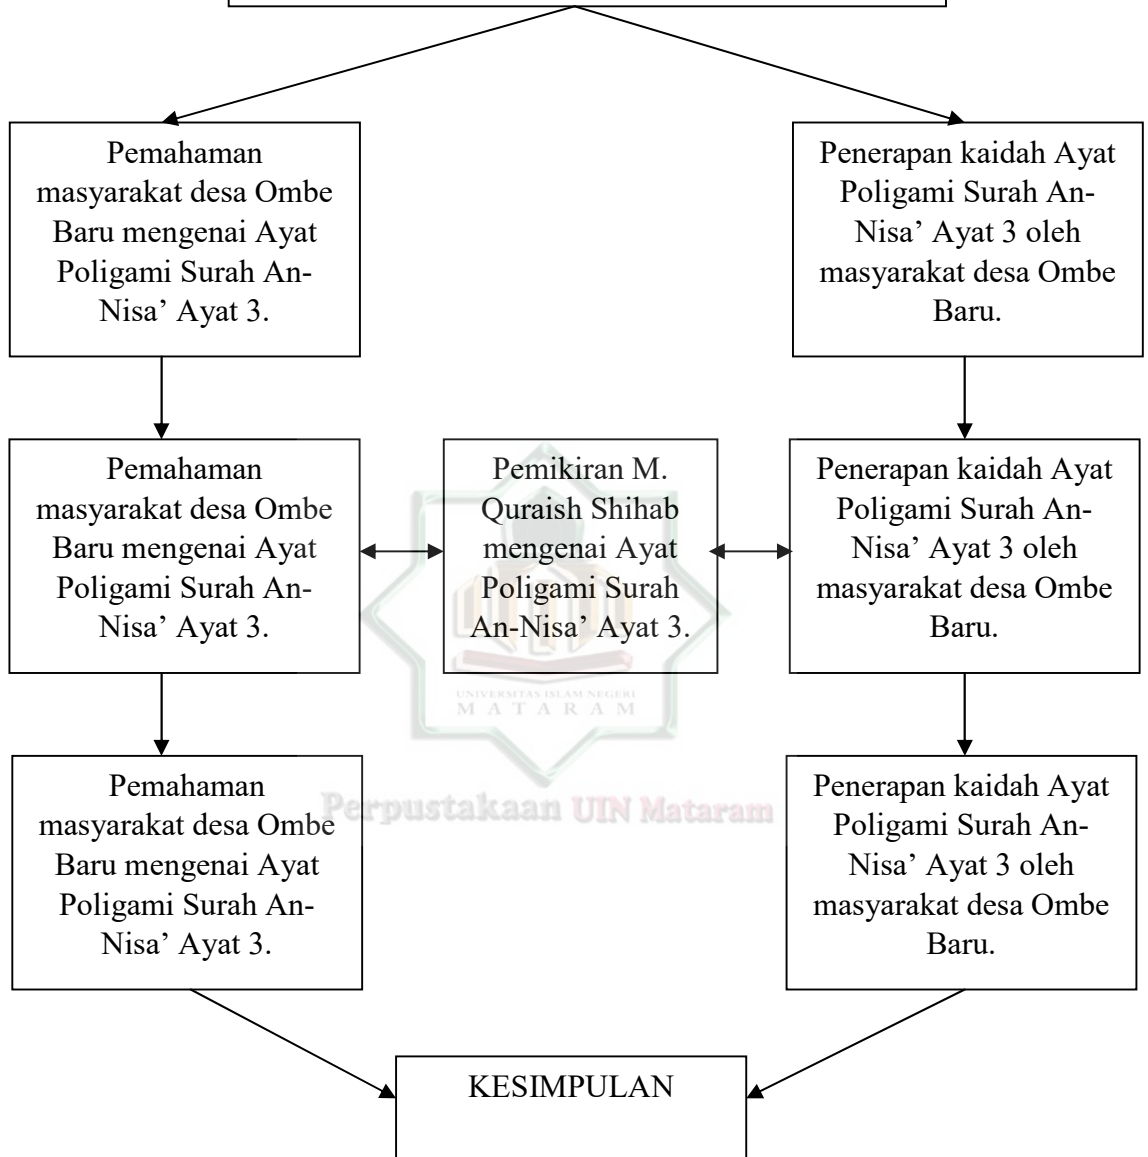 Pemahaman
masyarakat desa Ombe
Baru mengenai Ayat
Poligami Surah An-
Nisa’ Ayat 3.
Penerapan kaidah Ayat
Poligami Surah An-
Nisa’ Ayat 3 oleh
masyarakat desa Ombe
Baru.
Pemahaman
masyarakat desa Ombe
Baru mengenai Ayat
Poligami Surah An-
Nisa’ Ayat 3.
Pemikiran M.
Quraish Shihab
mengenai Ayat
Poligami Surah
An-Nisa’ Ayat 3.
Penerapan kaidah Ayat
Poligami Surah An-
Nisa’ Ayat 3 oleh
masyarakat desa Ombe
Baru.
UNIVERSITAS ISLAM NEGERI
MATARAM
Perpustakaan UIN Mataram
Pemahaman
masyarakat desa Ombe
Baru mengenai Ayat
Poligami Surah An-
Nisa’ Ayat 3.
Penerapan kaidah Ayat
Poligami Surah An-
Nisa’ Ayat 3 oleh
masyarakat desa Ombe
Baru.
KESIMPULAN